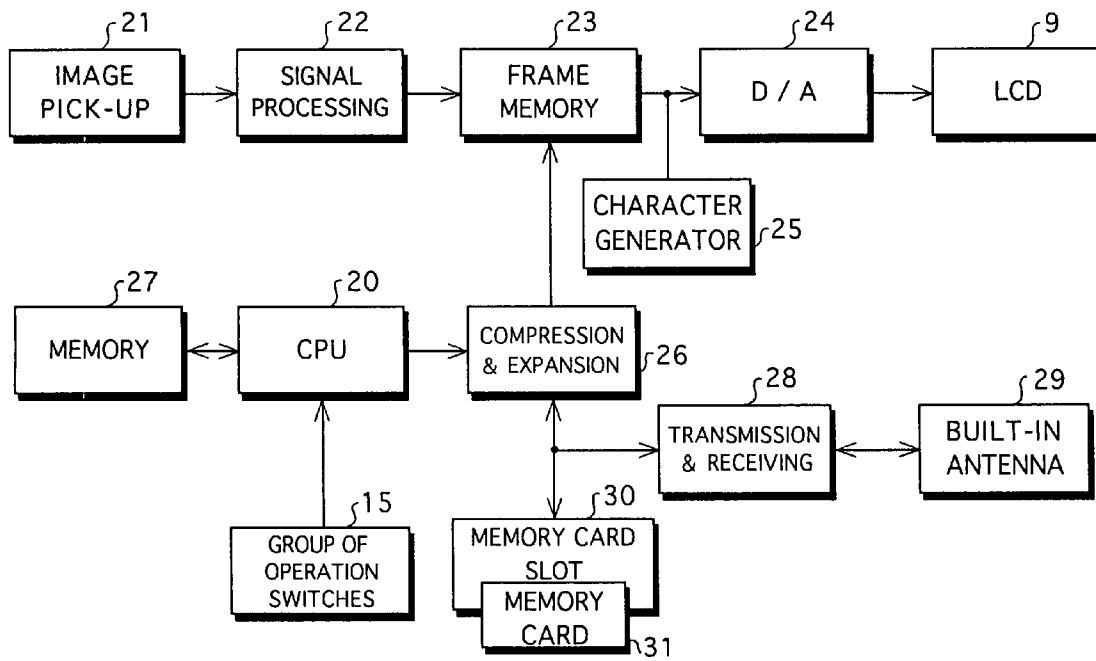 21
22
23
24
9
IMAGE
PICK-UP
SIGNAL
PROCESSING
FRAME
MEMORY
D / A
LCD
CHARACTER
GENERATOR
25
27
20
MEMORY
CPU
COMPRESSION
& EXPANSION
26
28
29
TRANSMISSION
& RECEIVING
BUILT-IN
ANTENNA
15
30
GROUP OF
OPERATION
SWITCHES
MEMORY CARD
SLOT
MEMORY
CARD
31